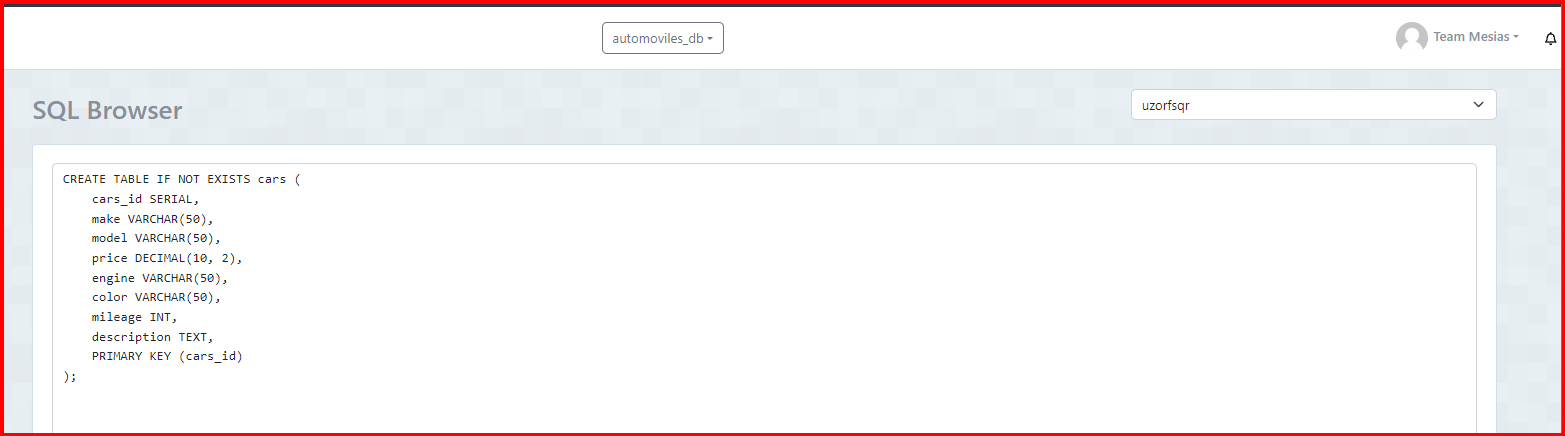 automoviles_db
Team Mesias
SQL Browser
uzorfsqr
CREATE TABLE IF NOT EXISTS cars (
    cars_id SERIAL,
    make VARCHAR(50),
    model VARCHAR(50),
    price DECIMAL(10, 2),
    engine VARCHAR(50),
    color VARCHAR(50),
    mileage INT,
    description TEXT,
    PRIMARY KEY (cars_id)
);